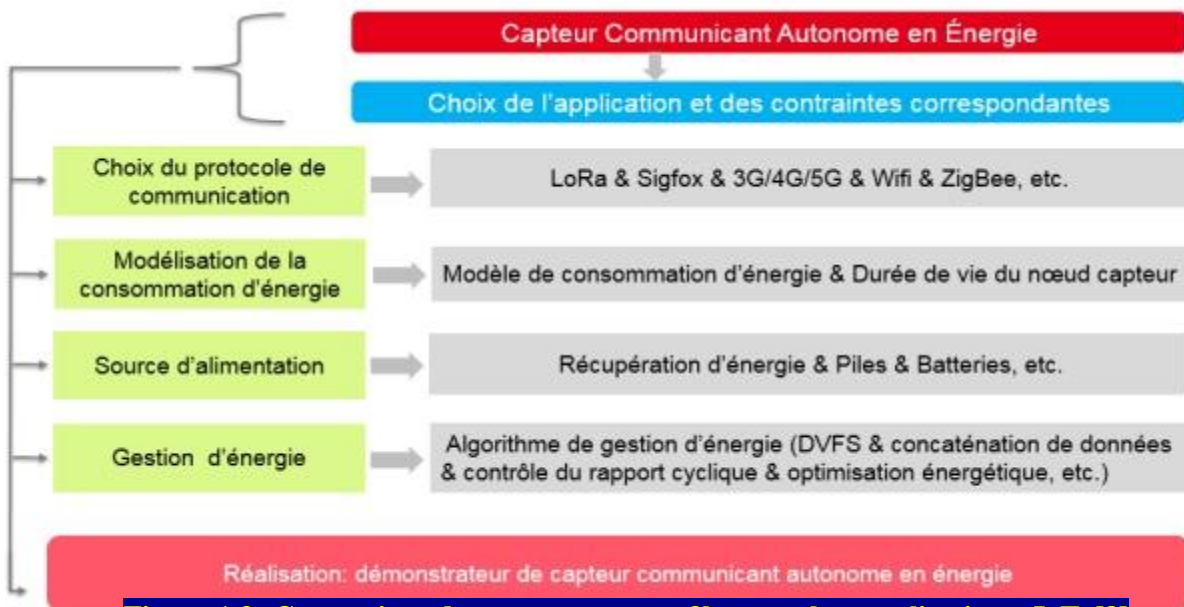 Capteur Communicant Autonome en Énergie
Choix de l'application et des contraintes correspondantes
Choix du protocole de
communication
LoRa & Sigfox & 3G/4G/5G & Wifi & ZigBee, etc.
Modélisation de la
consommation d'énergie
Modèle de consommation d'énergie & Durée de vie du nœud capteur
Source d'alimentation
Récupération d'énergie & Piles & Batteries, etc.
Gestion d'énergie
Algorithme de gestion d'énergie (DVFS & concaténation de données
& contrôle du rapport cyclique & optimisation énergétique, etc.)
Réalisation: démonstrateur de capteur communicant autonome en énergie